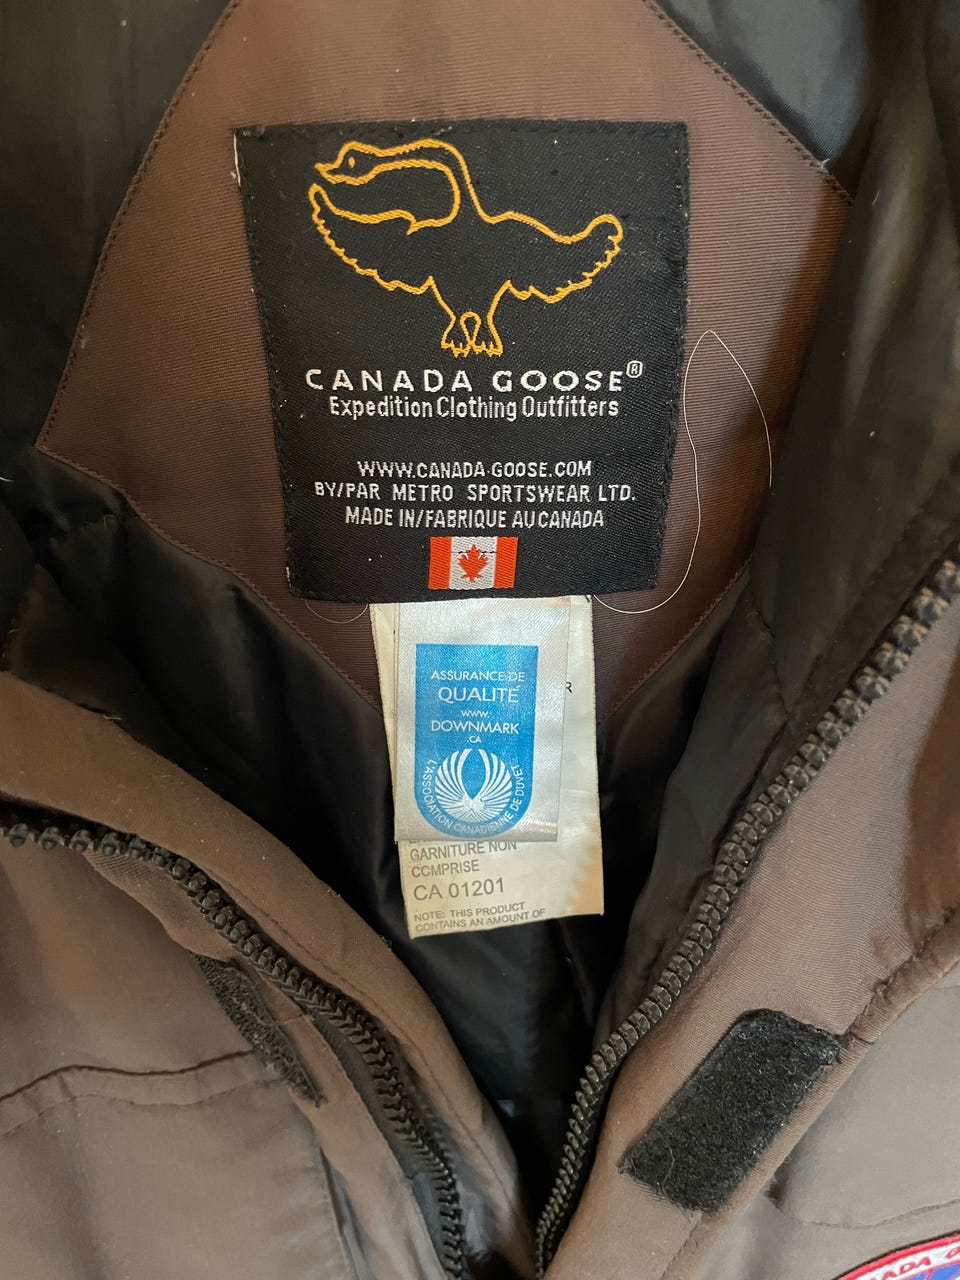 CANADA GOOSE®
Expedition Clothing Outfitters
WWW.CANADA-GOOSE.COM
BY/PAR METRO SPORTSWEAR LTD.
MADE IN/FABRIQUE AU CANADA
ASSURANCE DE
QUALITÉ
www.
DOWNMARK
.CA
L'ASSOCIATION CANADIENNE DE DUVET
R
GARNITURE NON
CCMPRISE
CA 01201
NOTE: THIS PRODUCT
CONTAINS AN AMOUNT OF